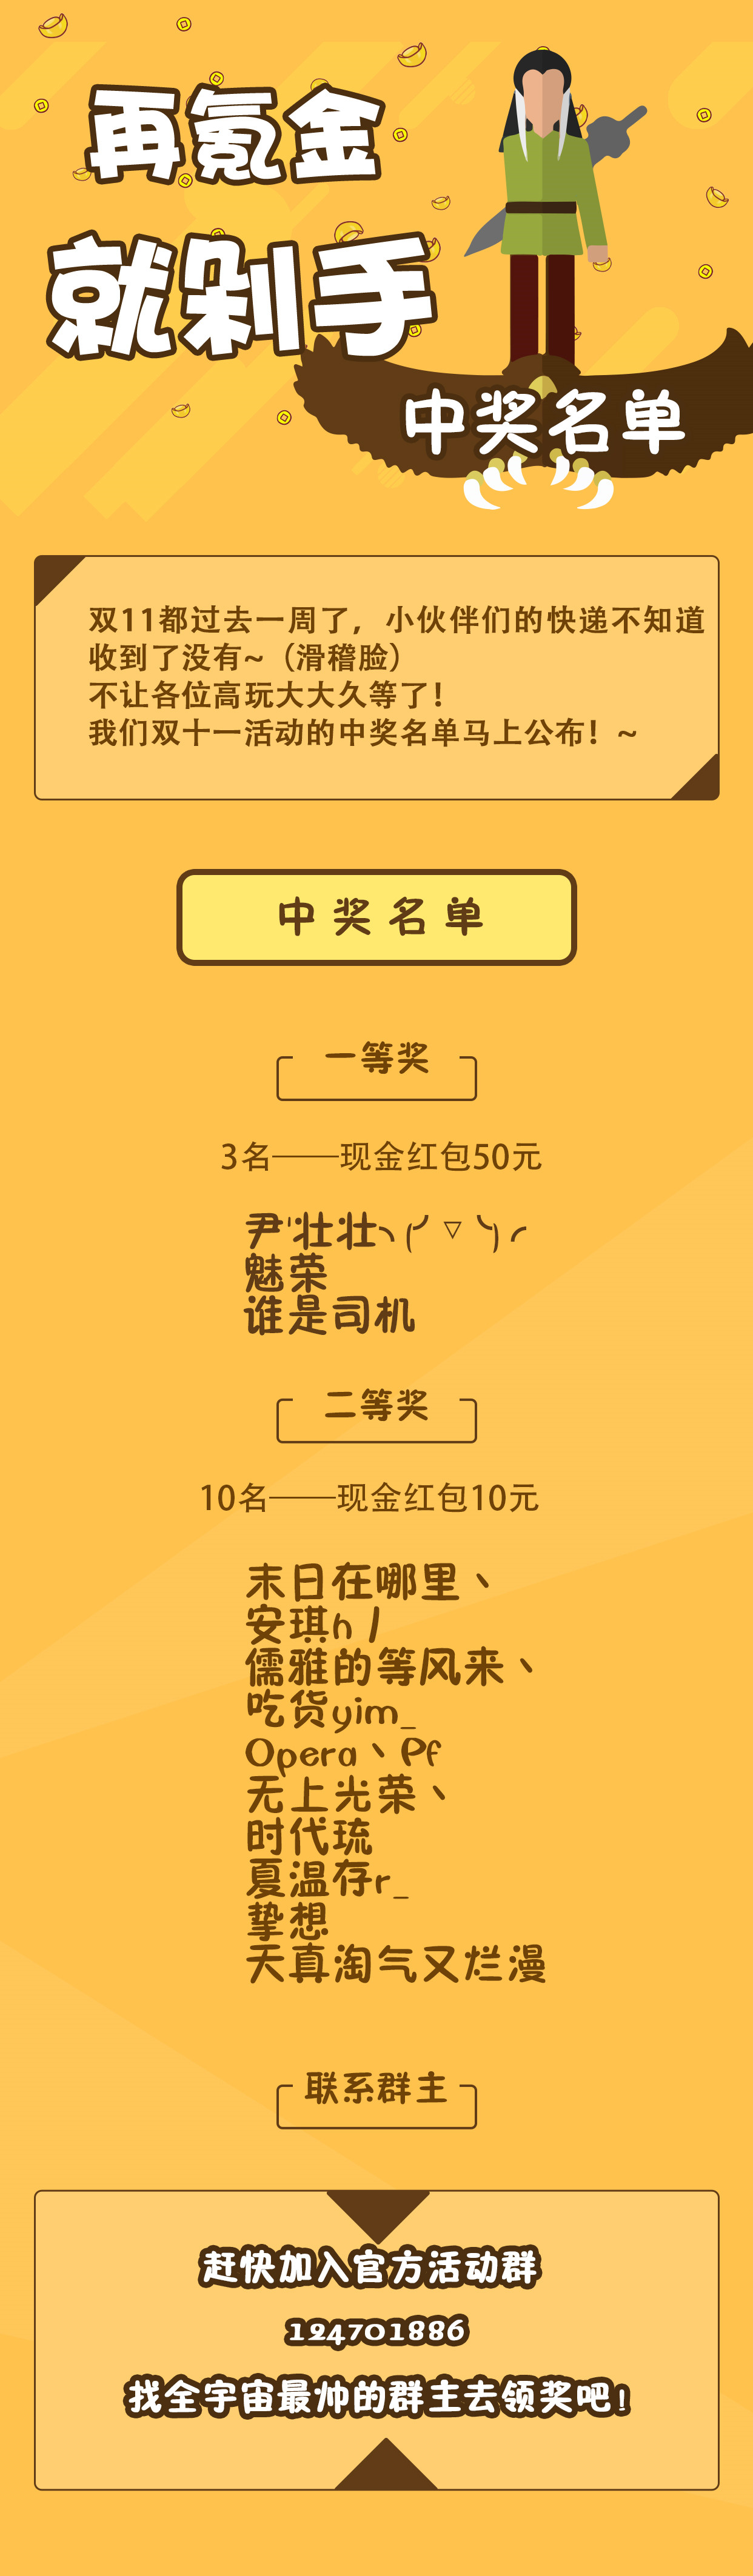 再氪金
就剁手
中奖名单
双11都过去一周了，小伙伴们的快递不知道
收到了没有~（滑稽脸）
不让各位高玩大大久等了！
我们双十一活动的中奖名单马上公布！~
中奖名单
一等奖
3名——现金红包50元
尹'壮壮╮(╯▽╰)╭
魅荣
谁是司机
二等奖
10名——现金红包10元
末日在哪里丶
安琪h丿
儒雅的等风来丶
吃货yim_
Opera丶Pf
无上光荣丶
时代琉
夏温存r_
挚想
天真淘气又烂漫
联系群主
赶快加入官方活动群
124701886
找全宇宙最帅的群主去领奖吧！